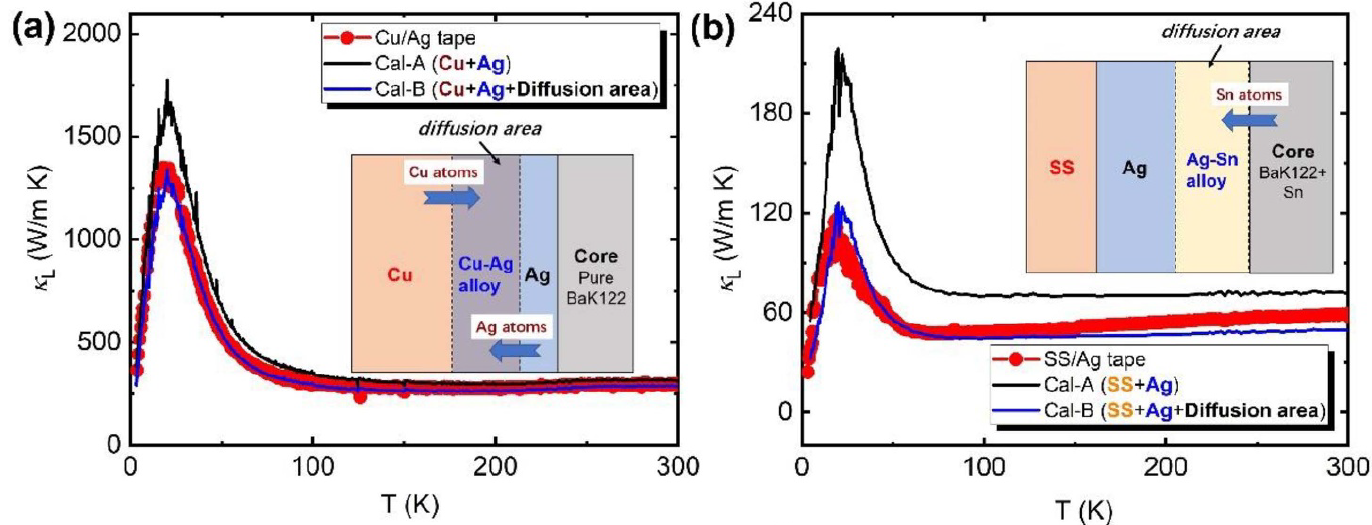 (a)
2000
1500
1000
500
0
κL (W/m K)
0
100
200
300
T (K)
Cu/Ag tape
Cal-A (Cu+Ag)
Cal-B (Cu+Ag+Diffusion area)
diffusion area
Cu atoms
Cu
Cu-Ag
alloy
Ag
Core
Pure
BaK122
Ag atoms
(b)
240
180
120
60
0
κL (W/m K)
0
100
200
300
T (K)
diffusion area
Sn atoms
SS
Ag
Ag-Sn
alloy
Core
BaK122+
Sn
SS/Ag tape
Cal-A (SS+Ag)
Cal-B (SS+Ag+Diffusion area)